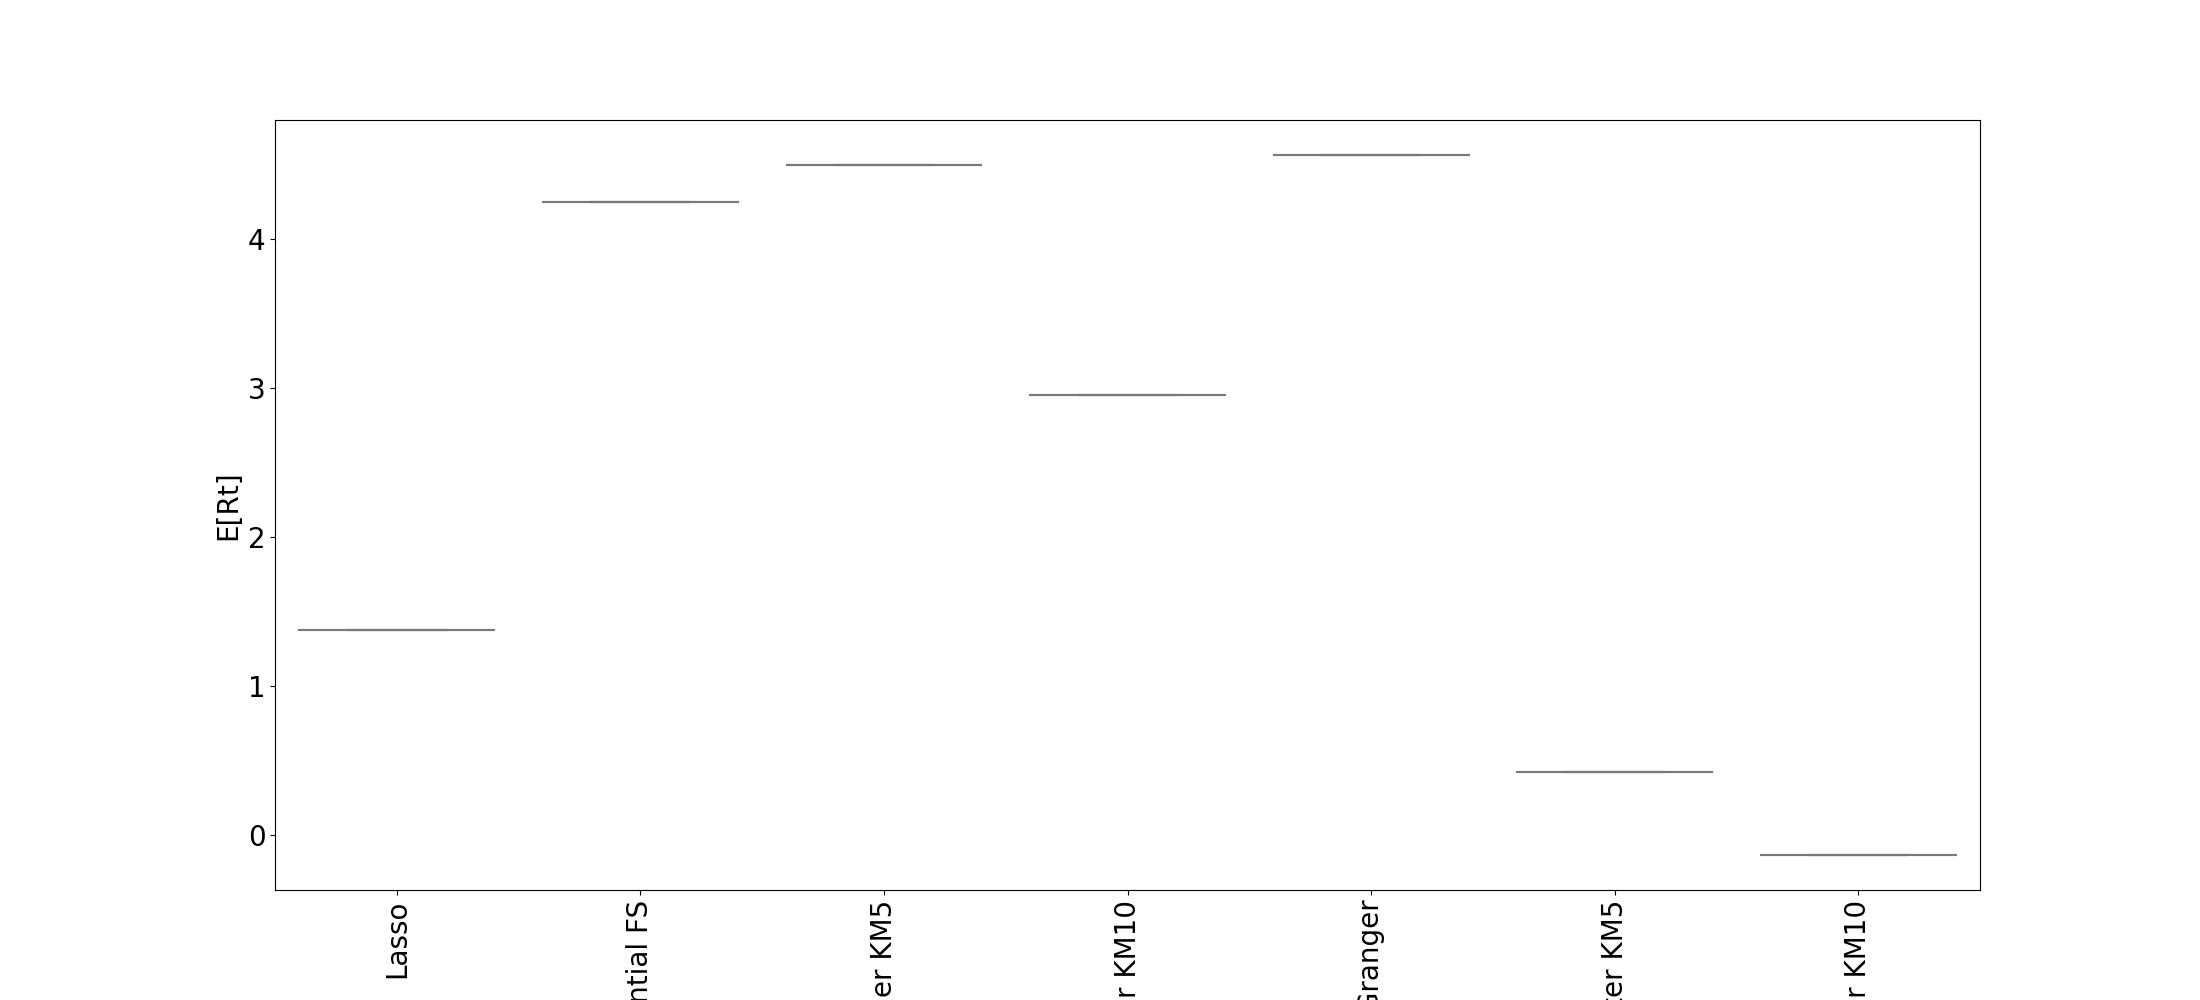 E[Rt]
4
3
2
1
0
Lasso
ntial FS
er KM5
r KM10
Granger
ter KM5
r KM10